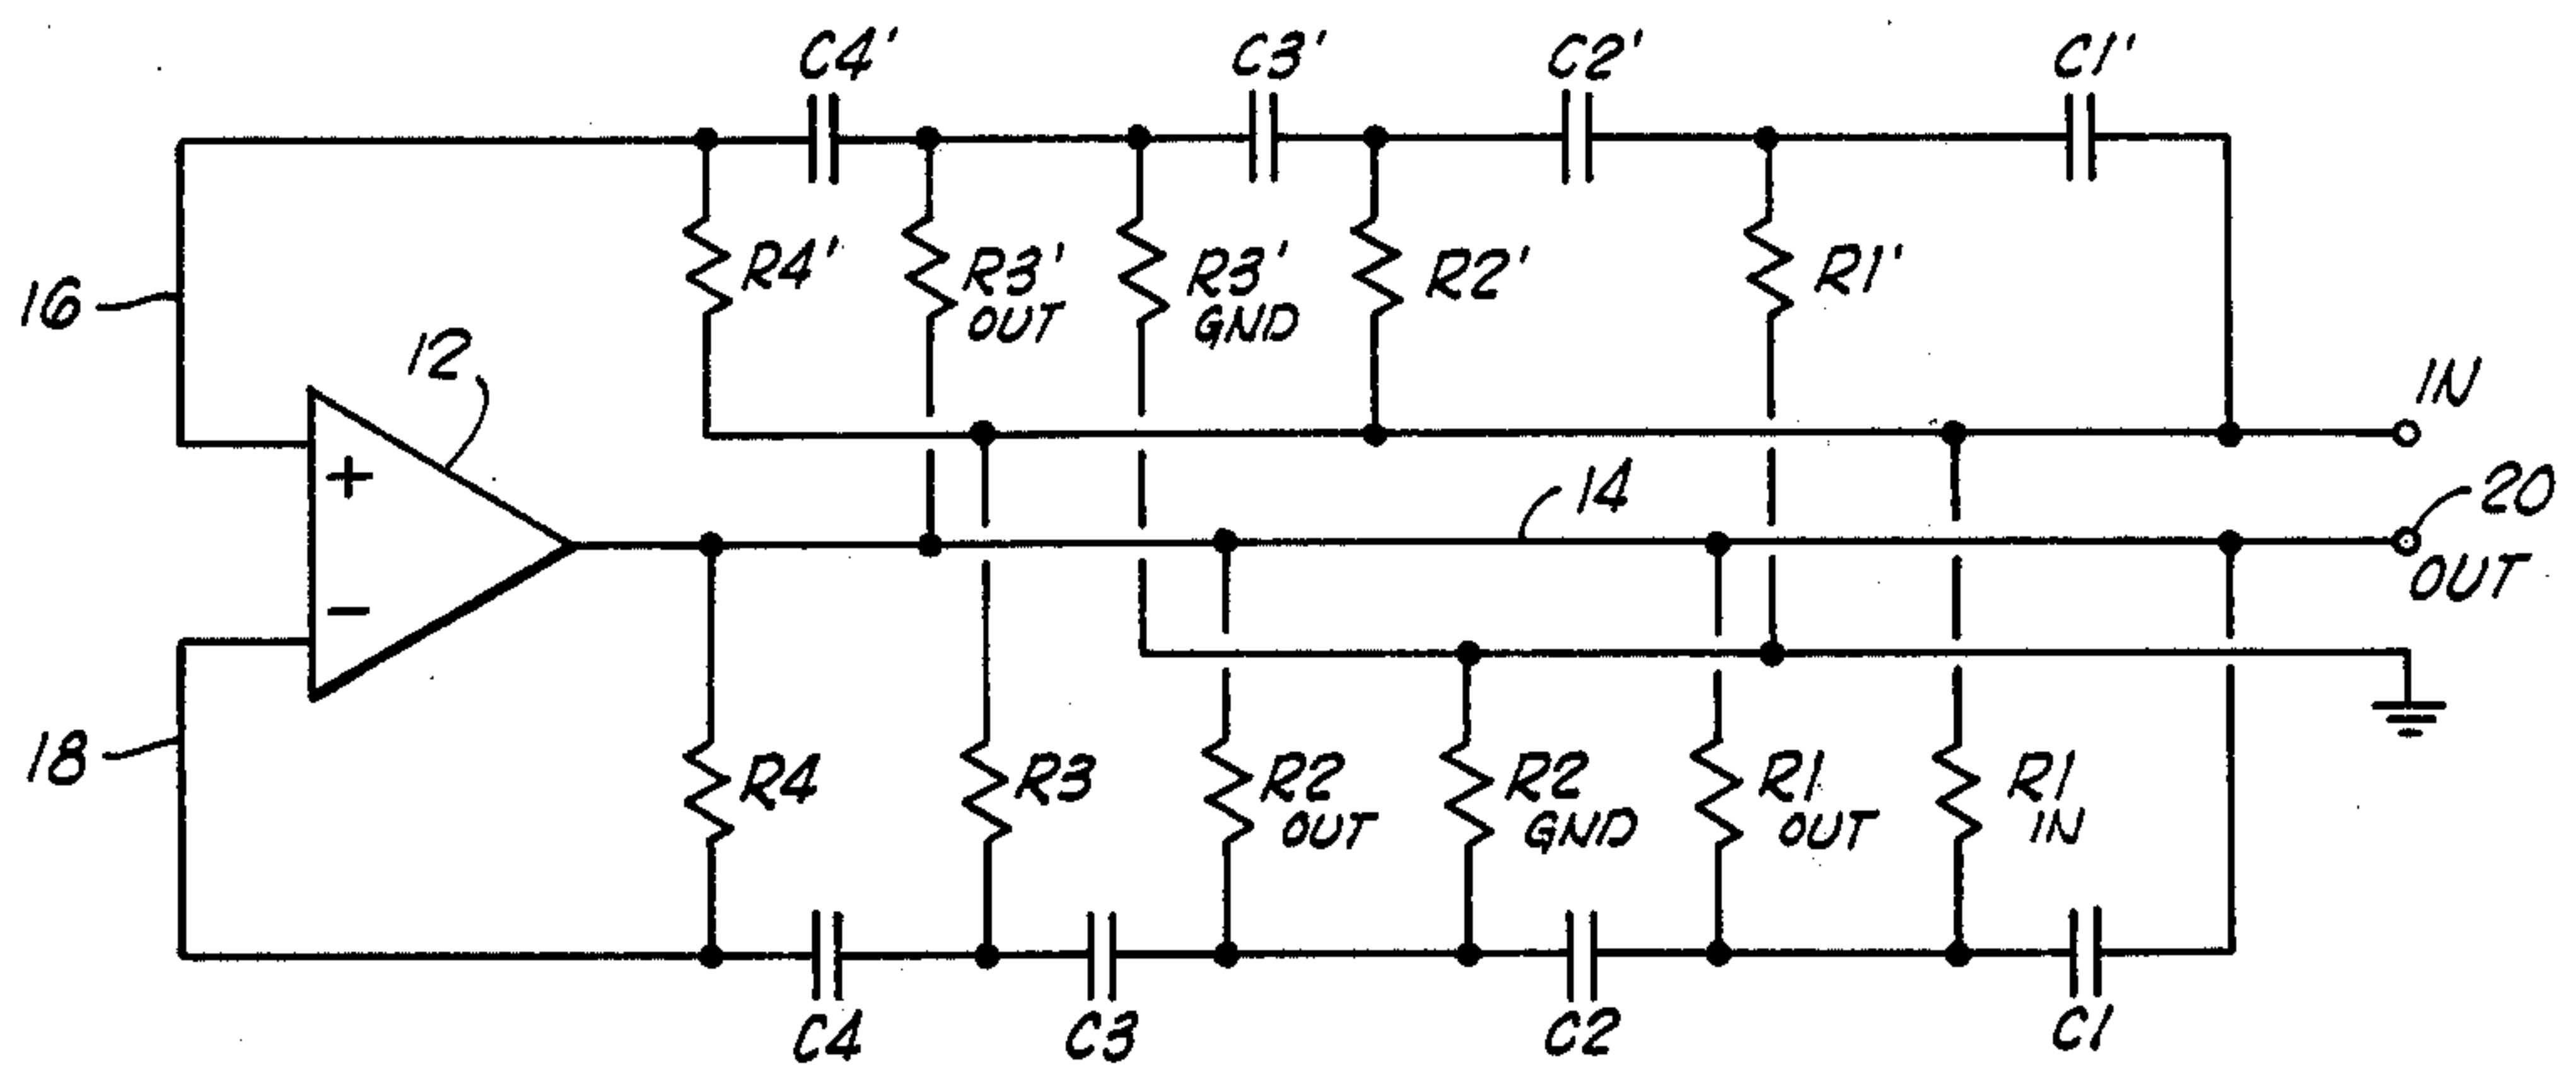 C4' C3' C2' C1'
R4' R3' OUT R3' GND R2' R1'
16
12
IN
+
14
20
OUT
−
18
R4 R3 R2 OUT R2 GND R1 OUT R1 IN
C4 C3 C2 C1